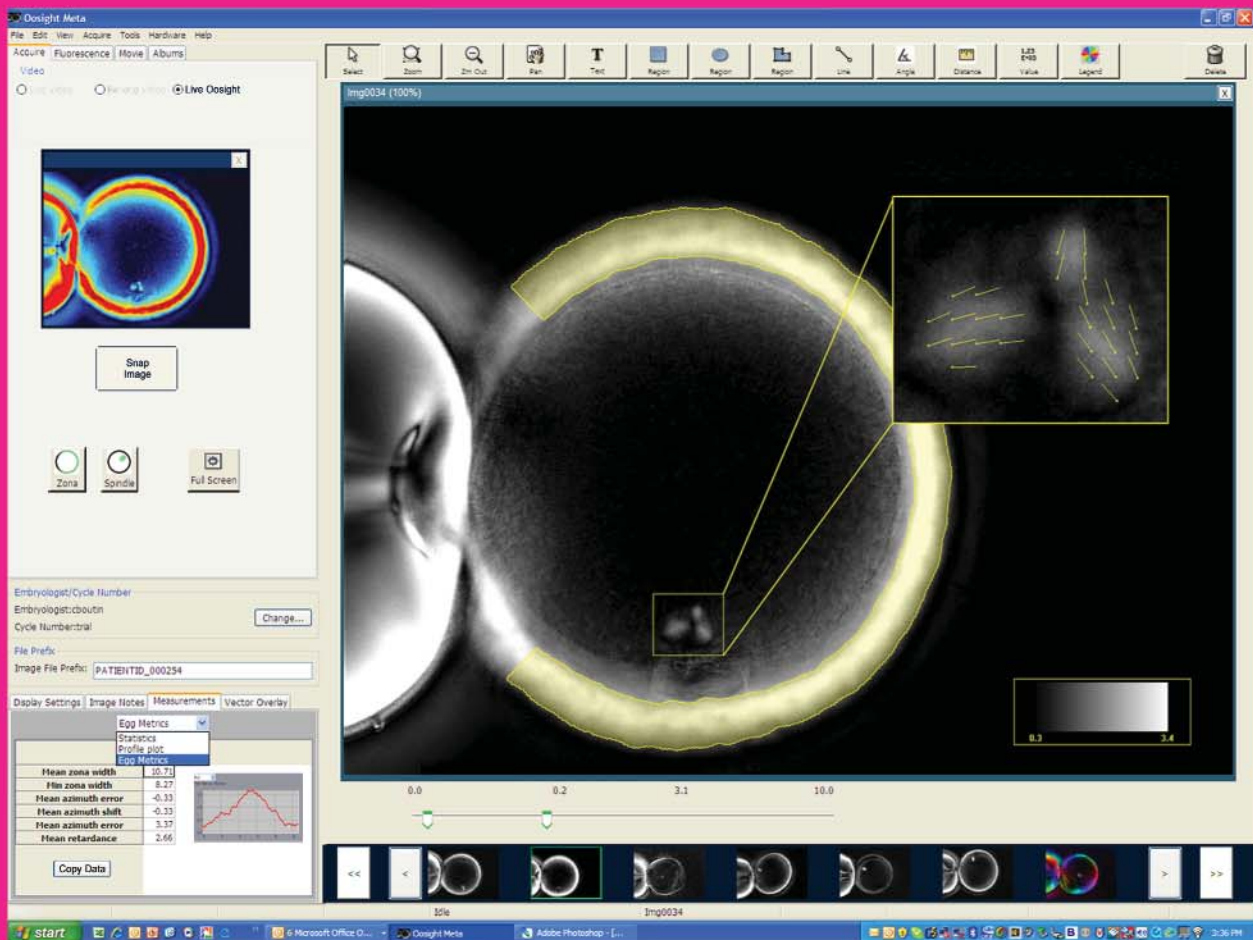 Oosight Meta
File Edit View Acquire Tools Hardware Help
Acquire Fluorescence Movie Albums
Video
Live Oosight
Snap
Image
Zona Spindle Full Screen
Embryologist/Cycle Number
Embryologist:cboutin
Cycle Number:trial
Change...
File Prefix
Image File Prefix: PATIENTID_000254
Display Settings Image Notes Measurements Vector Overlay
Egg Metrics
Statistics
Profile plot
Egg Metrics
Mean zona width 10.71
Min zona width 8.27
Mean azimuth error -0.33
Mean azimuth shift -0.33
Mean azimuth error 3.37
Mean retardance 2.66
Copy Data
Select Zoom Zm Out Pan Text Region Region Region Line Angle Distance Value Legend Delete
Img0034 (100%)
0.3 3.4
0.0 0.2 3.1 10.0
<< < > >>
Idle Img0034
start 6 Microsoft Office O... Oosight Meta Adobe Photoshop - [... 3:36 PM